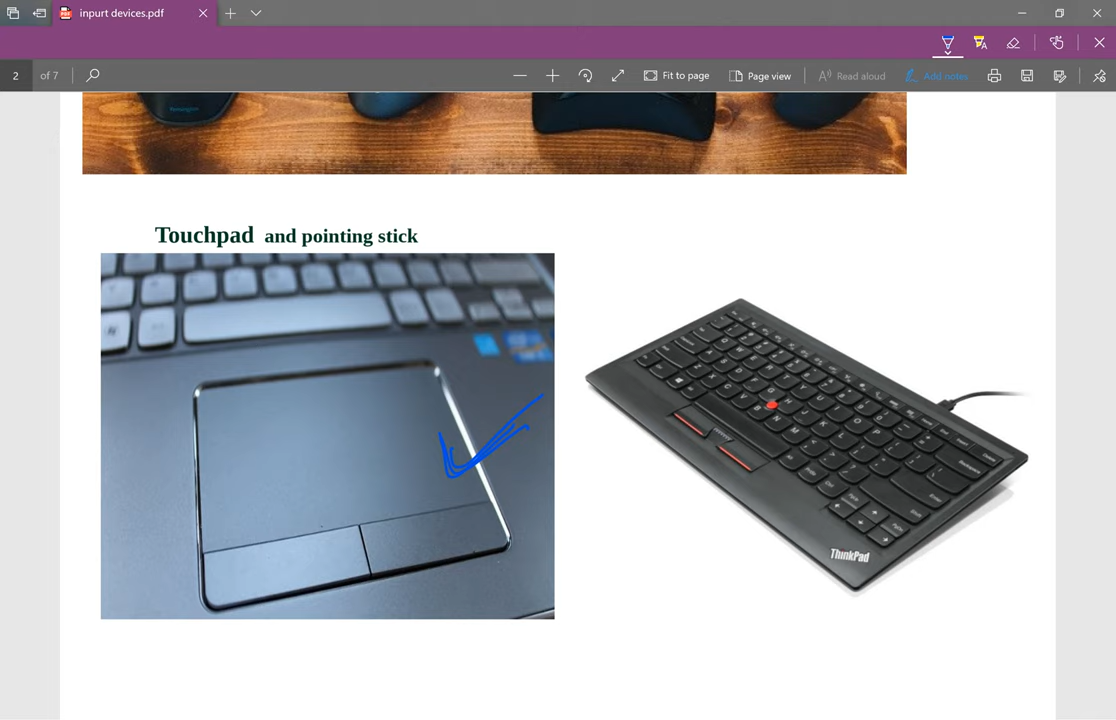 inpurt devices.pdf
2 of 7
Fit to page
Page view
Read aloud
Add notes
Kensington
Touchpad and pointing stick
ThinkPad